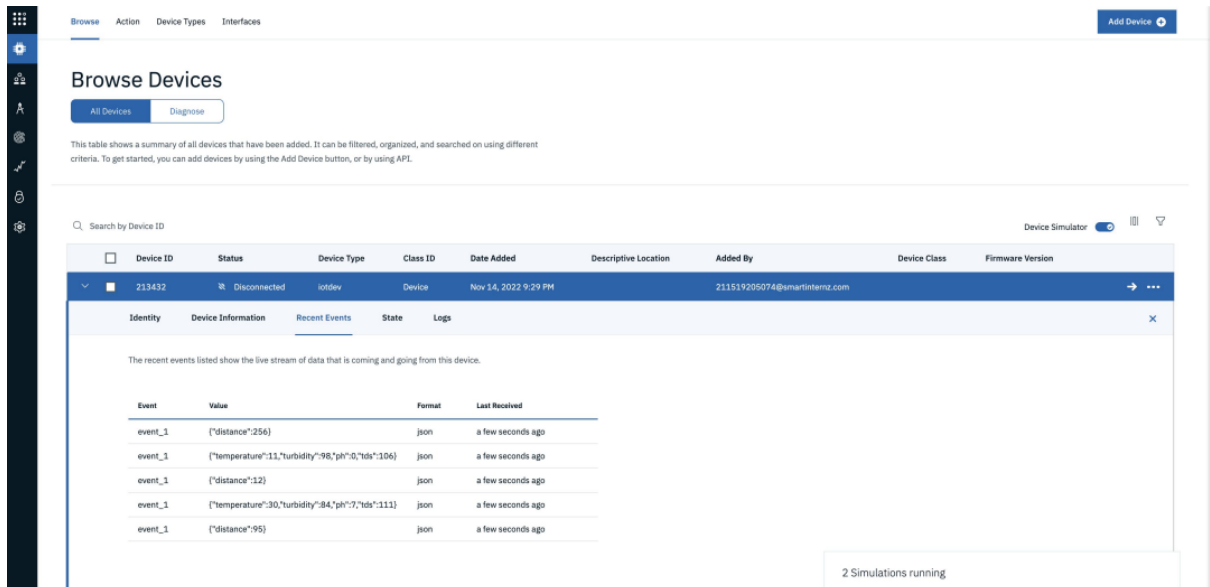 Browse Action Device Types Interfaces Add Device
Browse Devices
All Devices Diagnose
This table shows a summary of all devices that have been added. It can be filtered, organized, and searched on using different
criteria. To get started, you can add devices by using the Add Device button, or by using API.
Search by Device ID Device Simulator
Device ID Status Device Type Class ID Date Added Descriptive Location Added By Device Class Firmware Version
213432 Disconnected iotdev Device Nov 14, 2022 9:29 PM 211519205074@smartinternz.com
Identity Device Information Recent Events State Logs
The recent events listed show the live stream of data that is coming and going from this device.
Event Value Format Last Received
event_1 {"distance":256} json a few seconds ago
event_1 {"temperature":11,"turbidity":98,"ph":0,"tds":106} json a few seconds ago
event_1 {"distance":12} json a few seconds ago
event_1 {"temperature":30,"turbidity":84,"ph":7,"tds":111} json a few seconds ago
event_1 {"distance":95} json a few seconds ago
2 Simulations running